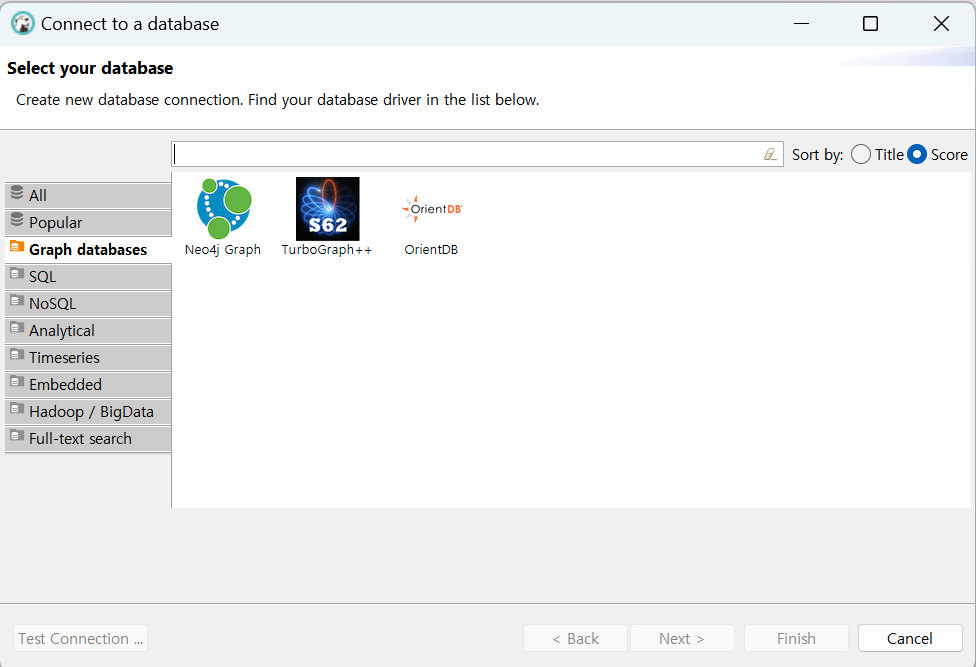 Connect to a database
Select your database
Create new database connection. Find your database driver in the list below.
Sort by: Title Score
All
Popular
Graph databases
SQL
NoSQL
Analytical
Timeseries
Embedded
Hadoop / BigData
Full-text search
S62
OrientDB
Neo4j Graph
TurboGraph++
OrientDB
Test Connection ...
< Back
Next >
Finish
Cancel